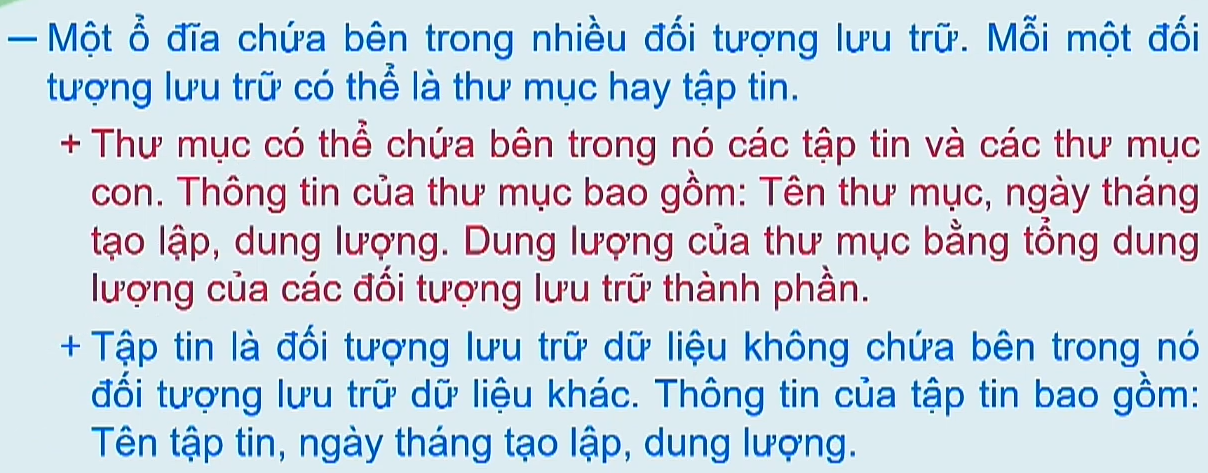 — Một ổ đĩa chứa bên trong nhiều đối tượng lưu trữ. Mỗi một đối
tượng lưu trữ có thể là thư mục hay tập tin.
+ Thư mục có thể chứa bên trong nó các tập tin và các thư mục
con. Thông tin của thư mục bao gồm: Tên thư mục, ngày tháng
tạo lập, dung lượng. Dung lượng của thư mục bằng tổng dung
lượng của các đối tượng lưu trữ thành phần.
+ Tập tin là đối tượng lưu trữ dữ liệu không chứa bên trong nó
đối tượng lưu trữ dữ liệu khác. Thông tin của tập tin bao gồm:
Tên tập tin, ngày tháng tạo lập, dung lượng.